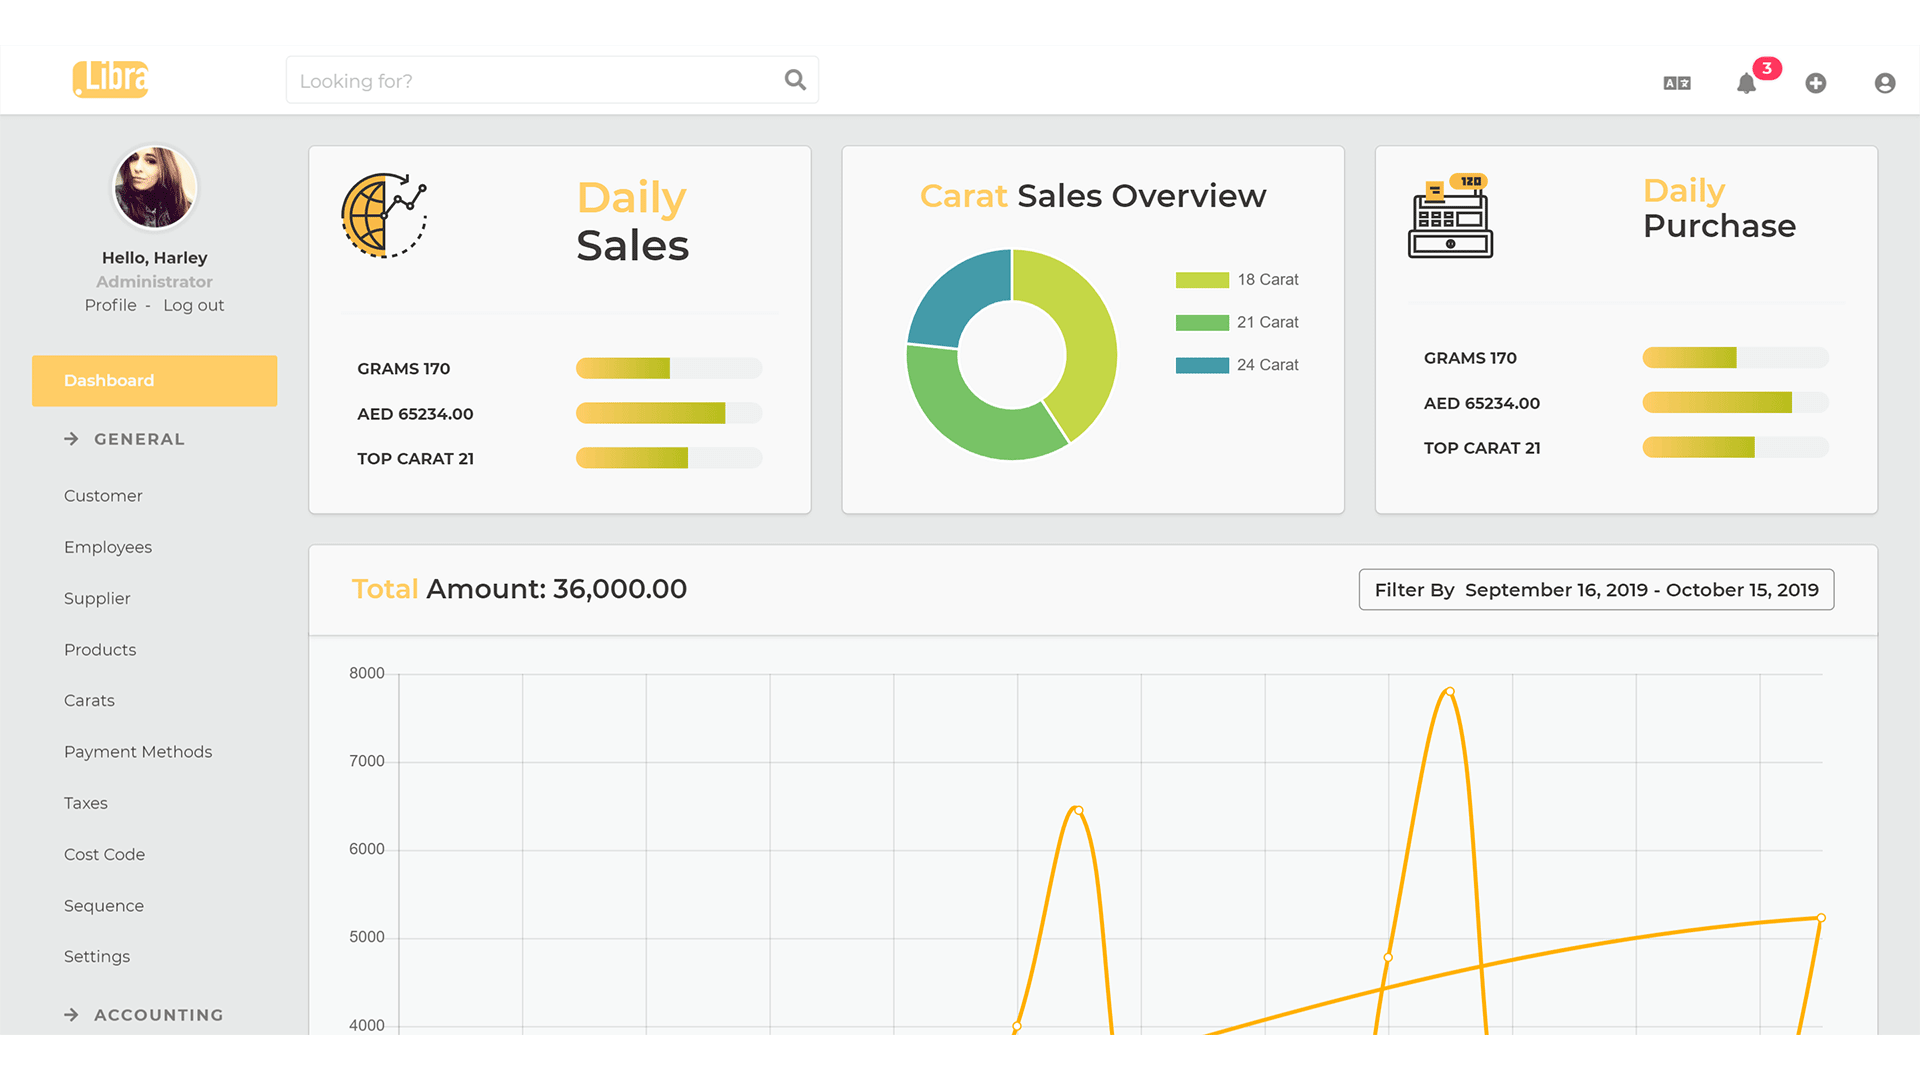 .Libra
Looking for?
A
3
Hello, Harley
Administrator
Profile - Log out
Dashboard
GENERAL
Customer
Employees
Supplier
Products
Carats
Payment Methods
Taxes
Cost Code
Sequence
Settings
ACCOUNTING
Daily
Sales
GRAMS 170
AED 65234.00
TOP CARAT 21
Carat Sales Overview
18 Carat
21 Carat
24 Carat
120
Daily
Purchase
GRAMS 170
AED 65234.00
TOP CARAT 21
Total Amount: 36,000.00
Filter By September 16, 2019 - October 15, 2019
8000
7000
6000
5000
4000